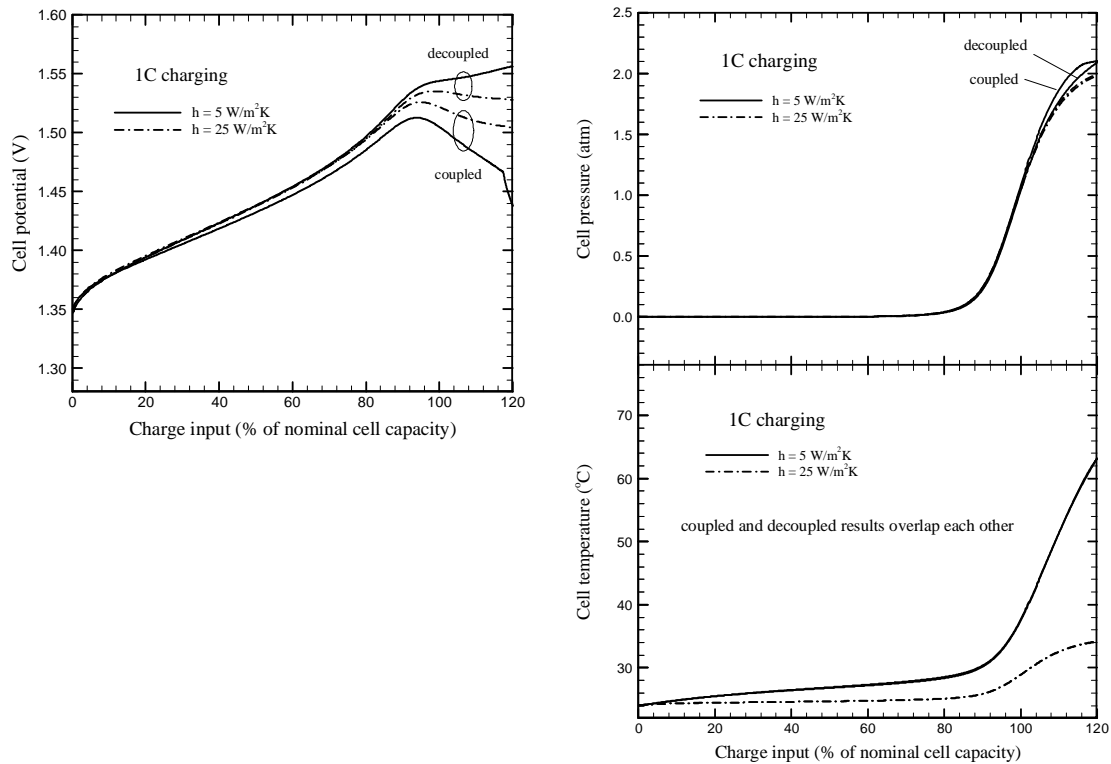 1.60
1.55
1.50
1.45
1.40
1.35
1.30
Cell potential (V)
1C charging
h = 5 W/m²K
h = 25 W/m²K
decoupled
coupled
0 20 40 60 80 100 120
Charge input (% of nominal cell capacity)
2.5
2.0
1.5
1.0
0.5
0.0
Cell pressure (atm)
1C charging
h = 5 W/m²K
h = 25 W/m²K
decoupled
coupled
70
60
50
40
30
Cell temperature (°C)
1C charging
h = 5 W/m²K
h = 25 W/m²K
coupled and decoupled results overlap each other
0 20 40 60 80 100 120
Charge input (% of nominal cell capacity)